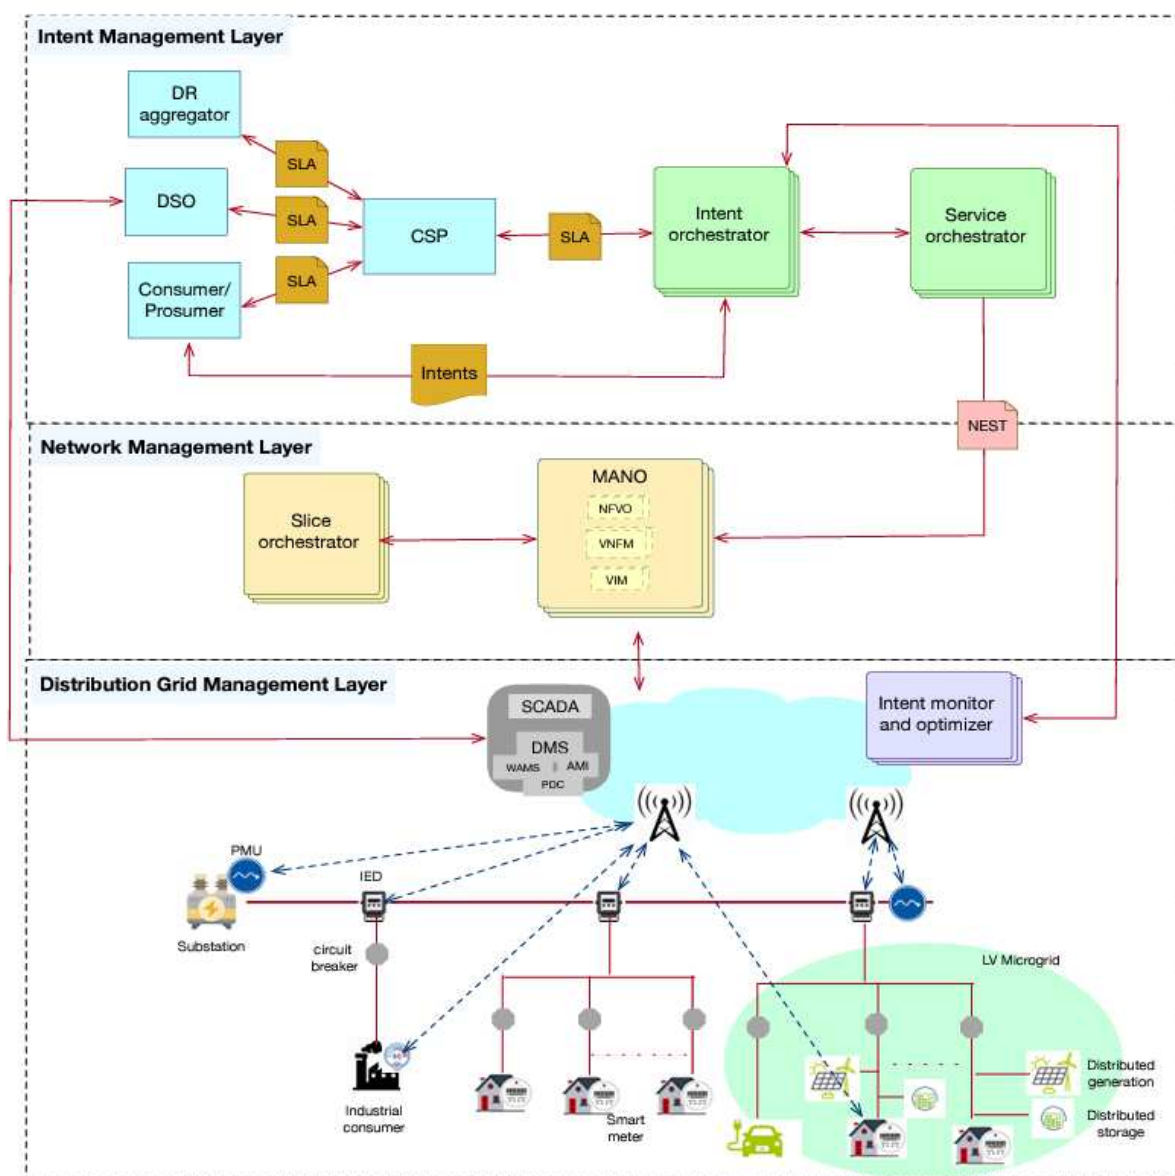 Intent Management Layer
DR
aggregator
SLA
DSO
SLA
CSP
SLA
Intent
orchestrator
Service
orchestrator
Consumer/
Prosumer
SLA
Intents
NEST
Network Management Layer
MANO
NFVO
VNFM
VIM
Slice
orchestrator
Distribution Grid Management Layer
SCADA
DMS
WAMS
AMI
PDC
Intent monitor
and optimizer
PMU
IED
Substation
circuit
breaker
LV Microgrid
Industrial
consumer
Smart
meter
Distributed
generation
Distributed
storage